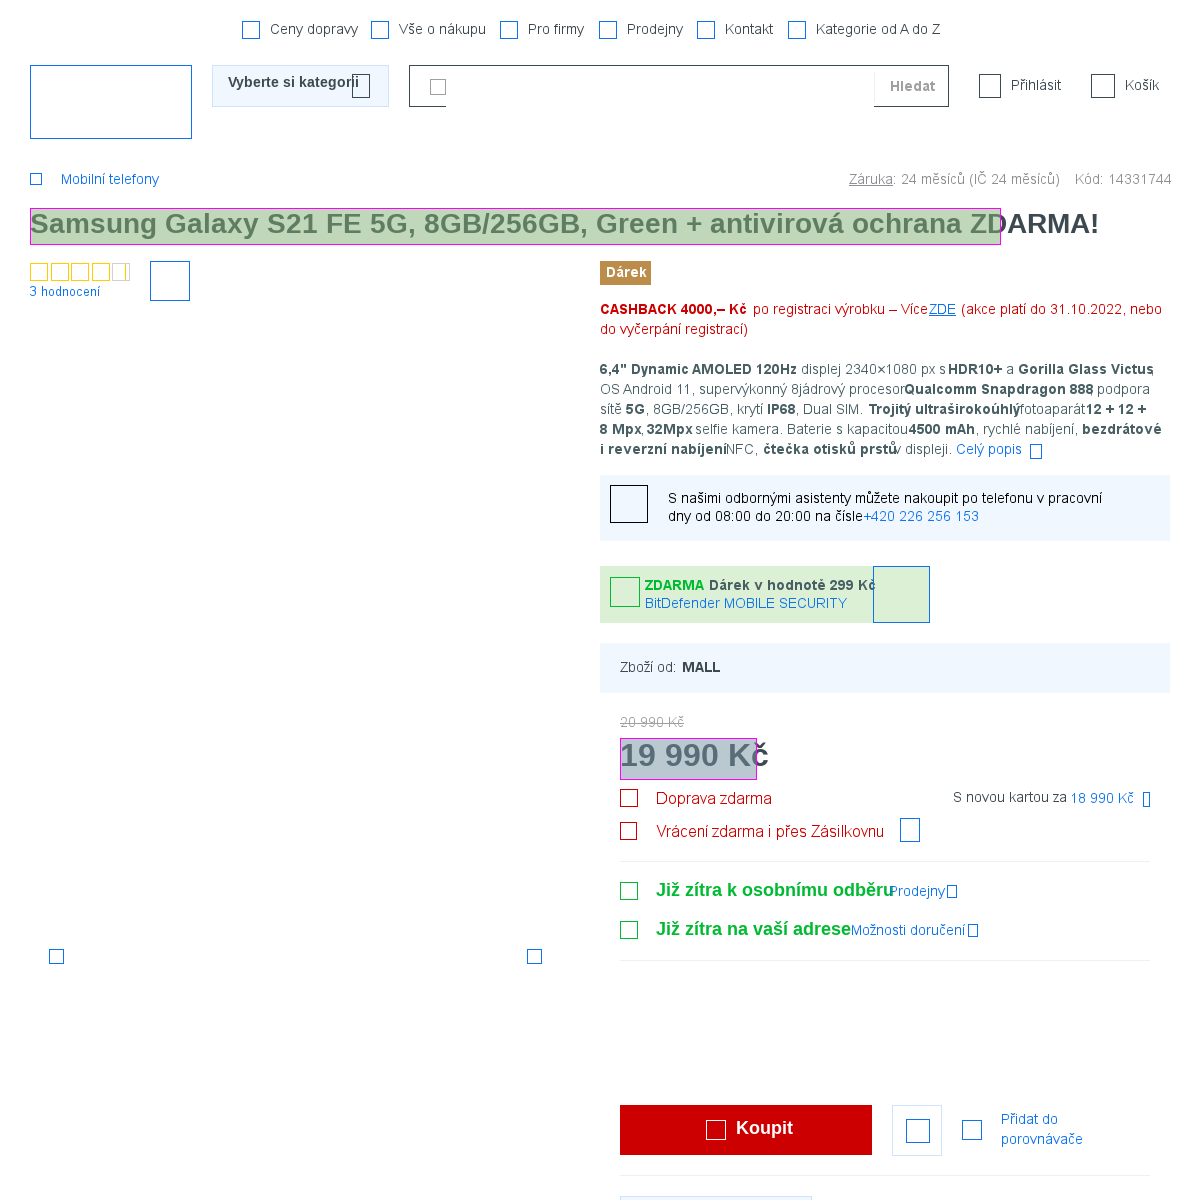 Ceny dopravy Vše o nákupu Pro firmy Prodejny Kontakt Kategorie od A do Z
Vyberte si kategorii Hledat Přihlásit Košík
Mobilní telefony Záruka: 24 měsíců (IČ 24 měsíců) Kód: 14331744
Samsung Galaxy S21 FE 5G, 8GB/256GB, Green + antivirová ochrana ZDARMA!
3 hodnocení
Dárek
CASHBACK 4000,– Kč po registraci výrobku – Více ZDE (akce platí do 31.10.2022, nebo
do vyčerpání registrací)
6,4" Dynamic AMOLED 120Hz displej 2340×1080 px s HDR10+ a Gorilla Glass Victus,
OS Android 11, supervýkonný 8jádrový procesor Qualcomm Snapdragon 888, podpora
sítě 5G, 8GB/256GB, krytí IP68, Dual SIM. Trojitý ultraširokoúhlý fotoaparát 12 + 12 +
8 Mpx, 32Mpx selfie kamera. Baterie s kapacitou 4500 mAh, rychlé nabíjení, bezdrátové
i reverzní nabíjení NFC, čtečka otisků prstů v displeji. Celý popis
S našimi odbornými asistenty můžete nakoupit po telefonu v pracovní
dny od 08:00 do 20:00 na čísle +420 226 256 153
ZDARMA Dárek v hodnotě 299 Kč
BitDefender MOBILE SECURITY
Zboží od: MALL
20 990 Kč
19 990 Kč
Doprava zdarma S novou kartou za 18 990 Kč
Vrácení zdarma i přes Zásilkovnu
Již zítra k osobnímu odběru Prodejny
Již zítra na vaší adrese Možnosti doručení
Koupit
Přidat do
porovnávače